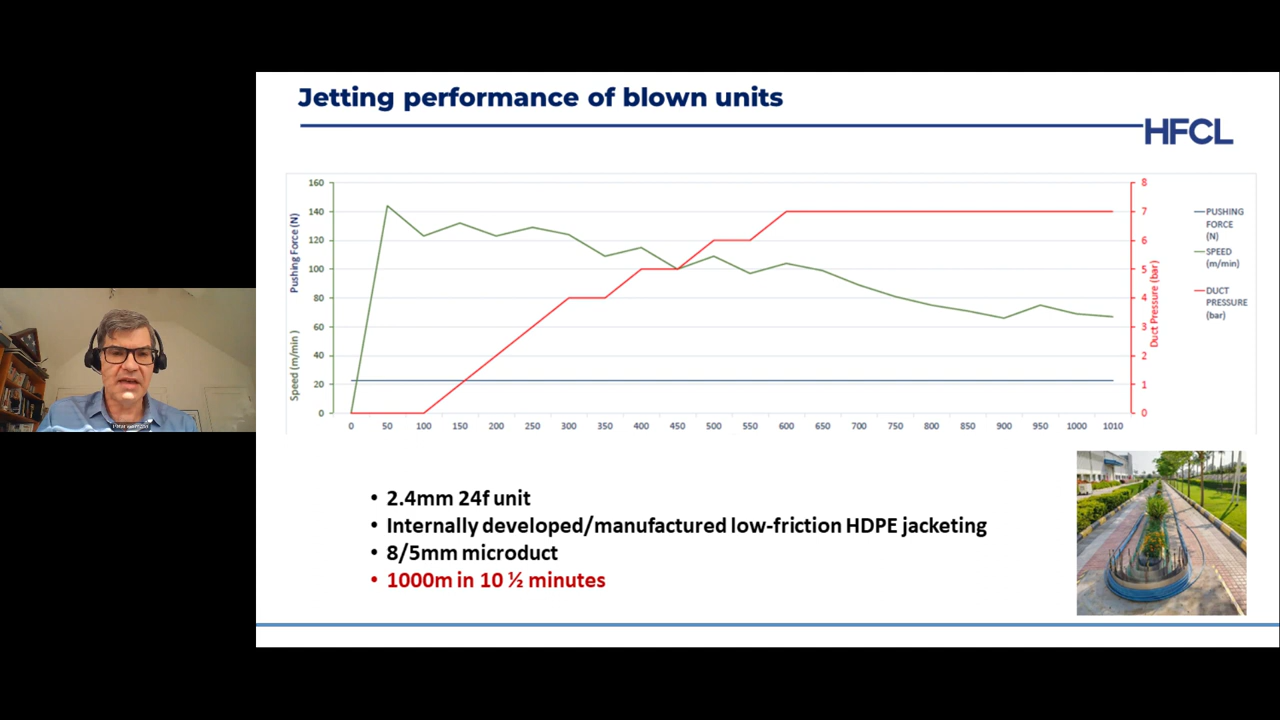 Jetting performance of blown units
HFCL
Pushing Force (N)
Speed (m/min)
160
140
120
100
80
60
40
20
0
8
7
6
5
4
3
2
1
0
Duct Pressure (bar)
0 50 100 150 200 250 300 350 400 450 500 550 600 650 700 750 800 850 900 950 1000 1010
PUSHING
FORCE
(N)
SPEED
(m/min)
DUCT
PRESSURE
(bar)
• 2.4mm 24f unit
• Internally developed/manufactured low-friction HDPE jacketing
• 8/5mm microduct
• 1000m in 10 ½ minutes